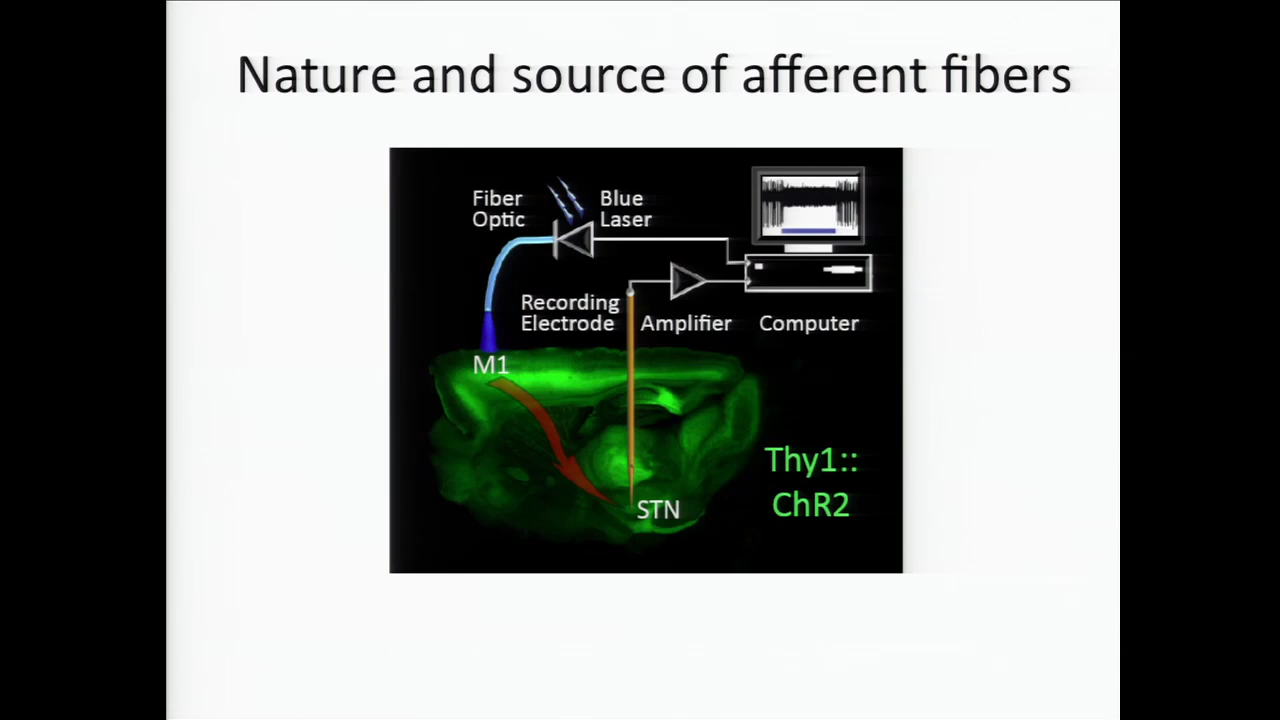 Nature and source of afferent fibers
Fiber
Optic
Blue
Laser
Recording
Electrode
Amplifier
Computer
M1
STN
Thy1::
ChR2